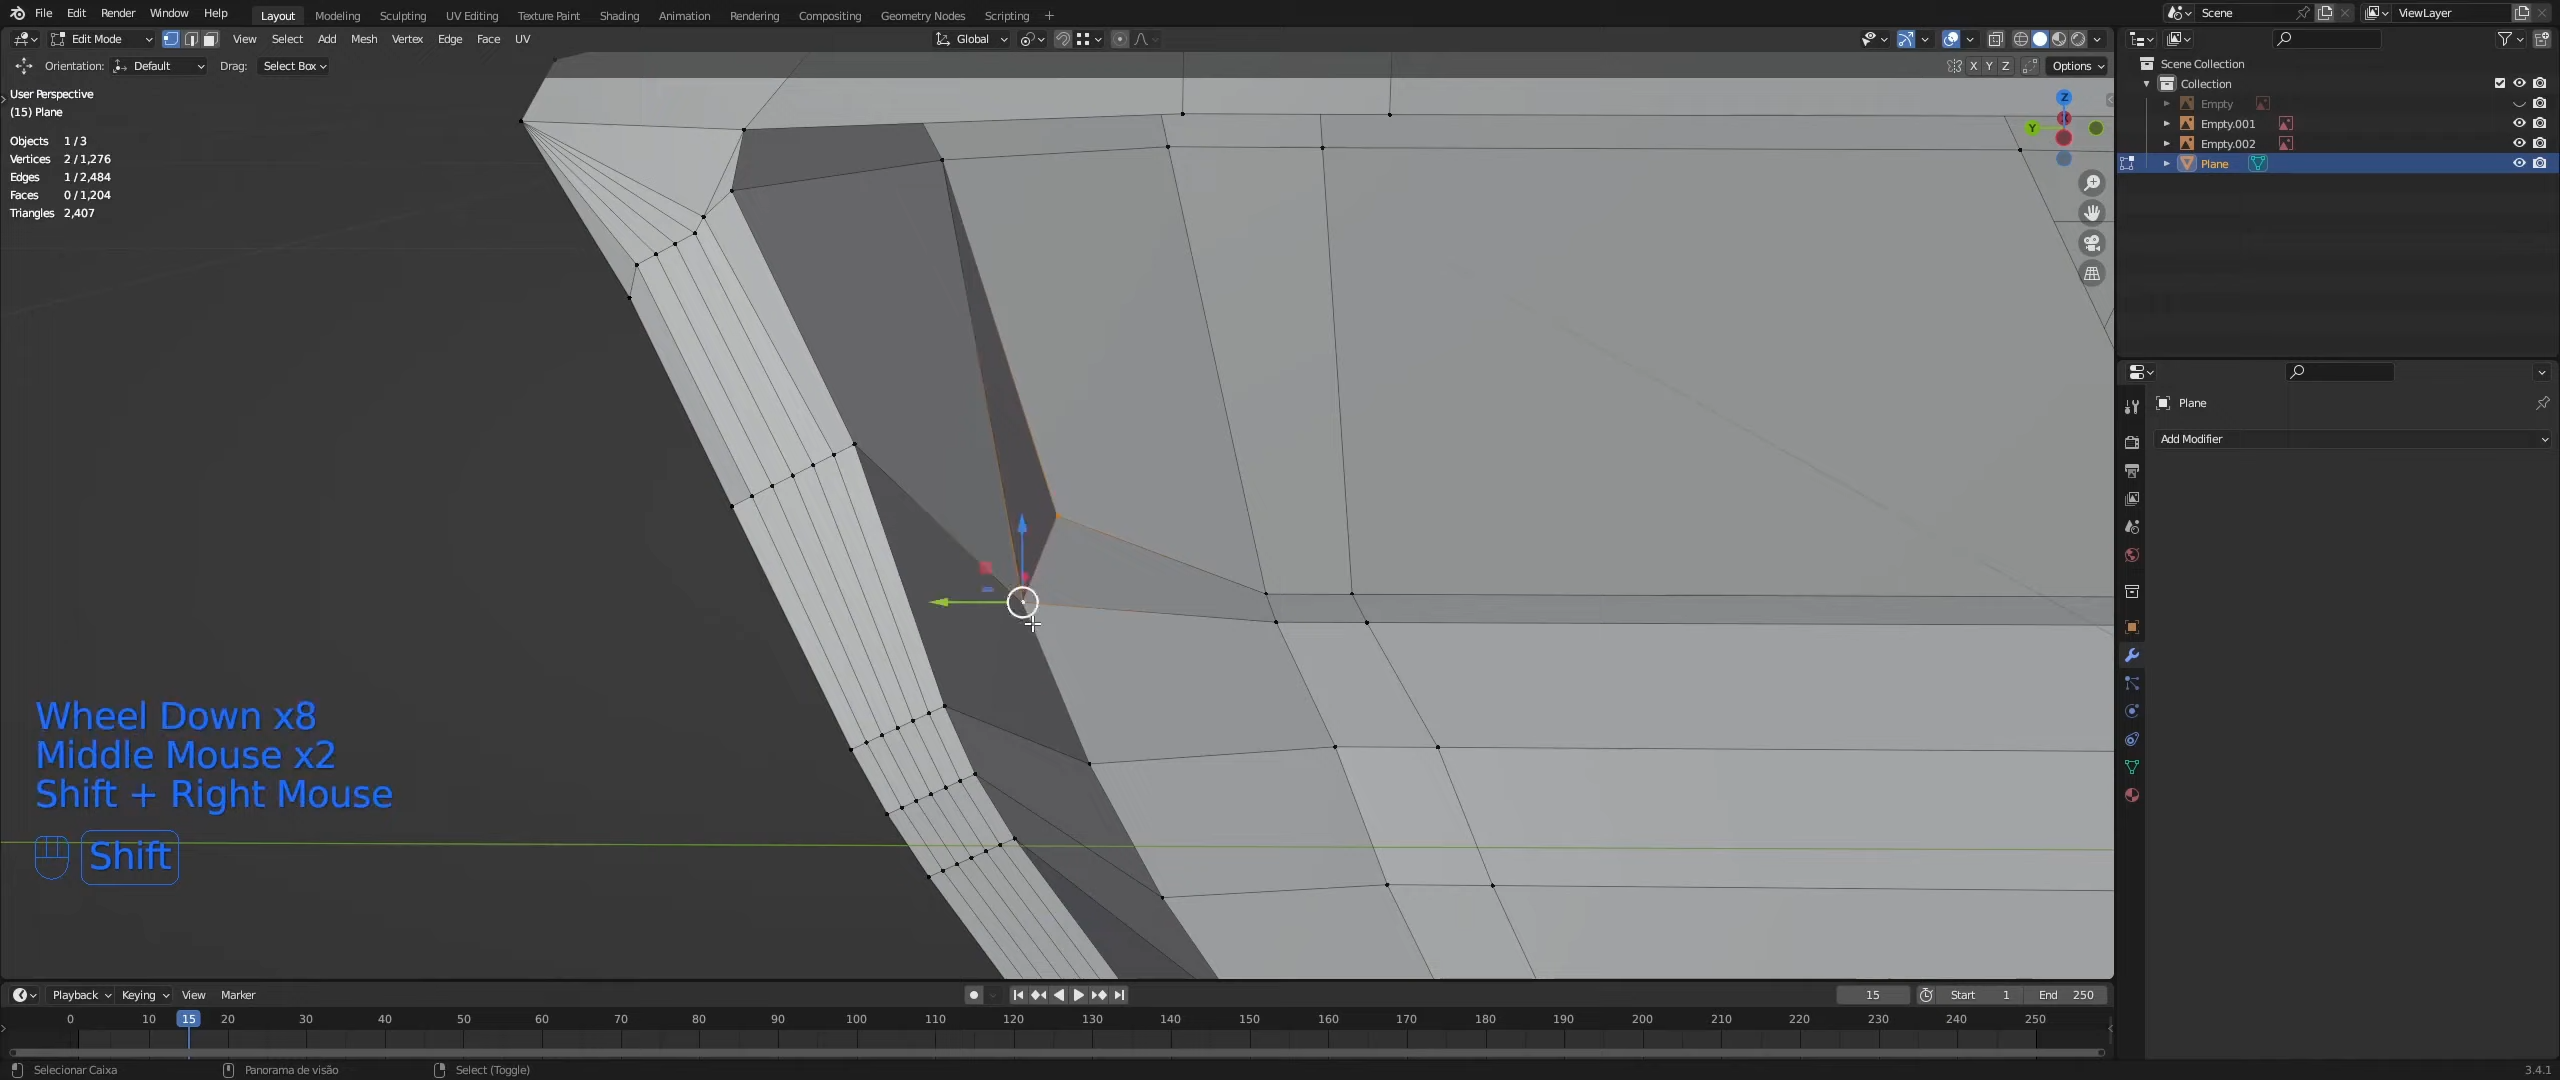 File Edit Render Window Help Layout Modeling Sculpting UV Editing Texture Paint Shading Animation Rendering Compositing Geometry Nodes Scripting + Scene ViewLayer
Edit Mode View Select Add Mesh Vertex Edge Face UV Global
Orientation: Default Drag: Select Box X Y Z Options
User Perspective
(15) Plane
Objects 1 / 3
Vertices 2 / 1,276
Edges 1 / 2,484
Faces 0 / 1,204
Triangles 2,407
Z
Y
Scene Collection
Collection
Empty
Empty.001
Empty.002
Plane
Plane
Add Modifier
Wheel Down x8
Middle Mouse x2
Shift + Right Mouse
Shift
Playback Keying View Marker 15 Start 1 End 250
0 10 15 20 30 40 50 60 70 80 90 100 110 120 130 140 150 160 170 180 190 200 210 220 230 240 250
Selecionar Caixa Panorama de visão Select (Toggle) 3.4.1